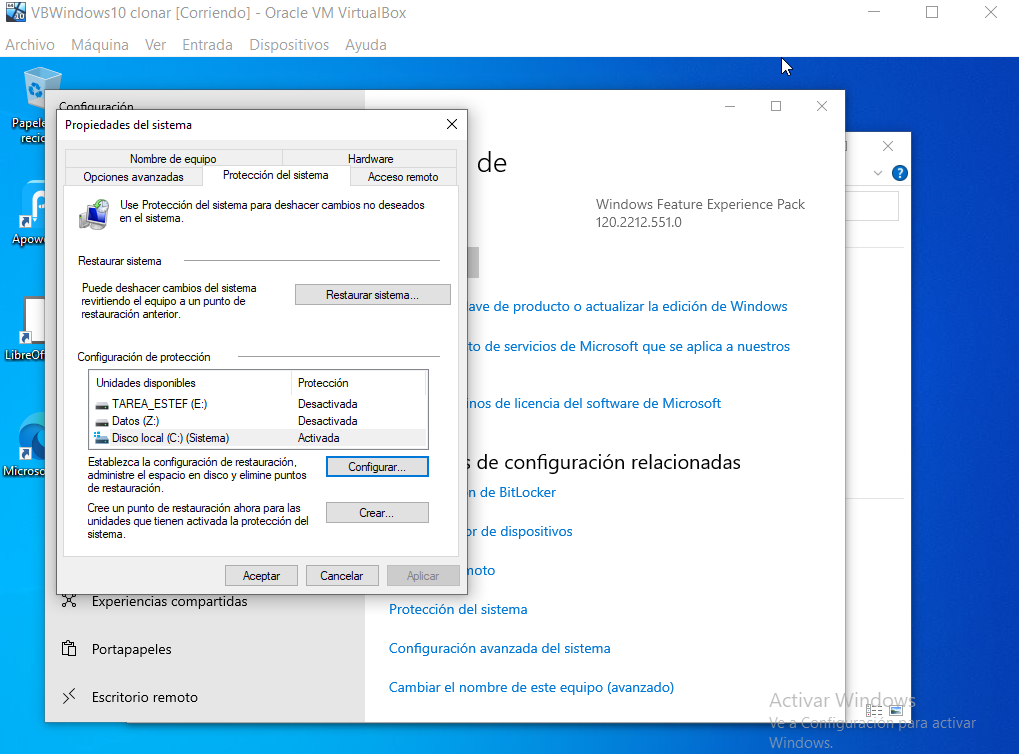 VBWindows10 clonar [Corriendo] - Oracle VM VirtualBox
Archivo Máquina Ver Entrada Dispositivos Ayuda
Configuración
Propiedades del sistema
Nombre de equipo Hardware
Opciones avanzadas Protección del sistema Acceso remoto
Use Protección del sistema para deshacer cambios no deseados
en el sistema.
Restaurar sistema
Puede deshacer cambios del sistema
revirtiendo el equipo a un punto de
restauración anterior.
Restaurar sistema...
Configuración de protección
Unidades disponibles Protección
TAREA_ESTEF (E:) Desactivada
Datos (Z:) Desactivada
Disco local (C:) (Sistema) Activada
Establezca la configuración de restauración,
administre el espacio en disco y elimine puntos
de restauración.
Configurar...
Cree un punto de restauración ahora para las
unidades que tienen activada la protección del
sistema.
Crear...
Aceptar Cancelar Aplicar
Experiencias compartidas
Portapapeles
Escritorio remoto
de
Windows Feature Experience Pack
120.2212.551.0
ave de producto o actualizar la edición de Windows
to de servicios de Microsoft que se aplica a nuestros
inos de licencia del software de Microsoft
s de configuración relacionadas
n de BitLocker
or de dispositivos
moto
Protección del sistema
Configuración avanzada del sistema
Cambiar el nombre de este equipo (avanzado)
Papele
recic
Apowe
LibreOf
Microso
Activar Windows
Ve a Configuración para activar
Windows.